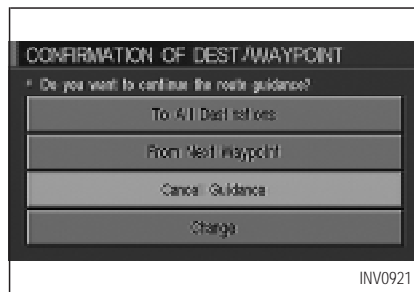 CONFIRMATION OF DEST./WAYPOINT
Do you want to continue the route guidance?
To All Destinations
From Next Waypoint
Cancel Guidance
Change
INV0921